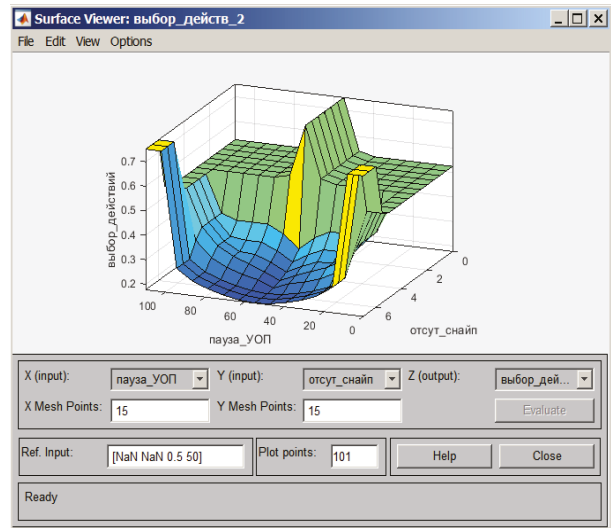 Surface Viewer: выбор_действ_2
File Edit View Options
0.7
0.6
0.5
0.4
0.3
0.2
выбор_действий
100 80 60 40 20 0
пауза_УОП
0
2
4
6
отсут_снайп
X (input): пауза_УОП Y (input): отсут_снайп Z (output): выбор_дей...
X Mesh Points: 15 Y Mesh Points: 15 Evaluate
Ref. Input: [NaN NaN 0.5 50] Plot points: 101 Help Close
Ready